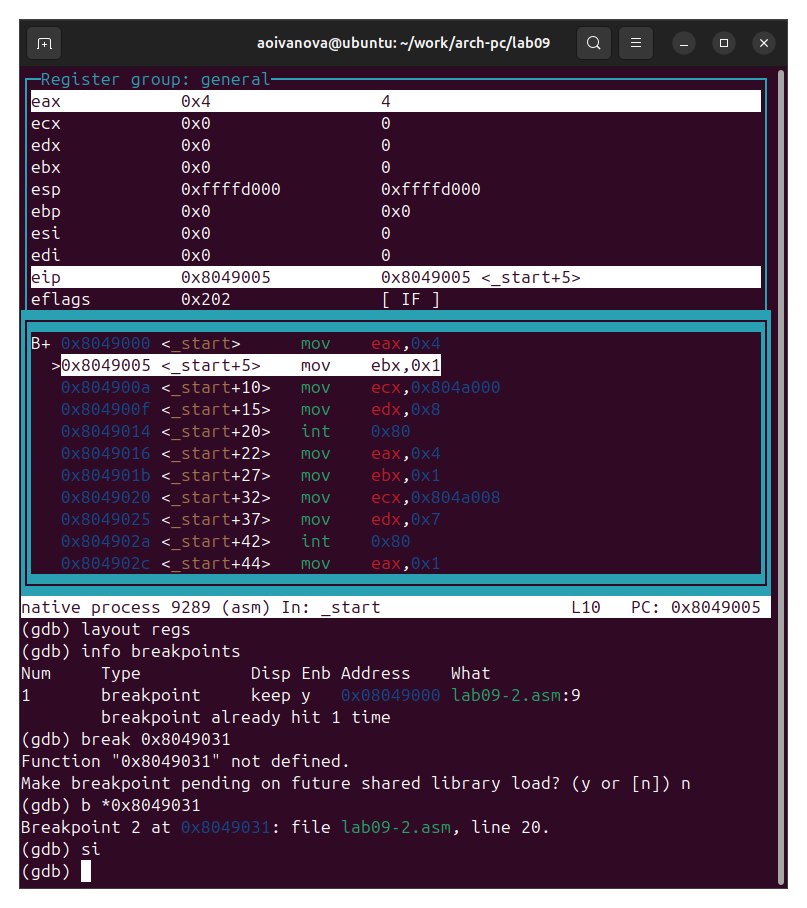 aoivanova@ubuntu: ~/work/arch-pc/lab09
Register group: general
eax 0x4 4
ecx 0x0 0
edx 0x0 0
ebx 0x0 0
esp 0xffffd000 0xffffd000
ebp 0x0 0x0
esi 0x0 0
edi 0x0 0
eip 0x8049005 0x8049005 <_start+5>
eflags 0x202 [ IF ]
B+ 0x8049000 <_start> mov eax,0x4
>0x8049005 <_start+5> mov ebx,0x1
0x804900a <_start+10> mov ecx,0x804a000
0x804900f <_start+15> mov edx,0x8
0x8049014 <_start+20> int 0x80
0x8049016 <_start+22> mov eax,0x4
0x804901b <_start+27> mov ebx,0x1
0x8049020 <_start+32> mov ecx,0x804a008
0x8049025 <_start+37> mov edx,0x7
0x804902a <_start+42> int 0x80
0x804902c <_start+44> mov eax,0x1
native process 9289 (asm) In: _start L10 PC: 0x8049005
(gdb) layout regs
(gdb) info breakpoints
Num Type Disp Enb Address What
1 breakpoint keep y 0x08049000 lab09-2.asm:9
breakpoint already hit 1 time
(gdb) break 0x8049031
Function "0x8049031" not defined.
Make breakpoint pending on future shared library load? (y or [n]) n
(gdb) b *0x8049031
Breakpoint 2 at 0x8049031: file lab09-2.asm, line 20.
(gdb) si
(gdb)